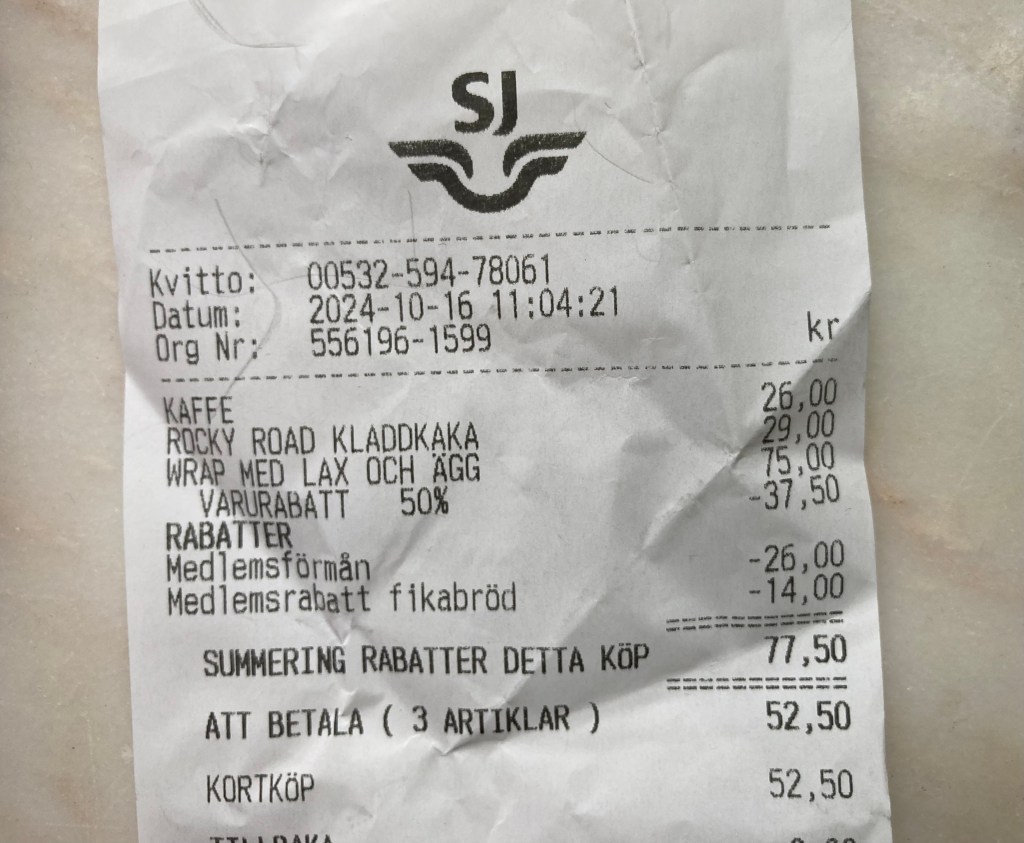 SJ
Kvitto: 00532-594-78061
Datum: 2024-10-16 11:04:21
Org Nr: 556196-1599 kr
KAFFE 26,00
ROCKY ROAD KLADDKAKA 29,00
WRAP MED LAX OCH ÄGG 75,00
VARURABATT 50% -37,50
RABATTER
Medlemsförmån -26,00
Medlemsrabatt fikabröd -14,00
SUMMERING RABATTER DETTA KÖP 77,50
ATT BETALA ( 3 ARTIKLAR ) 52,50
KORTKÖP 52,50